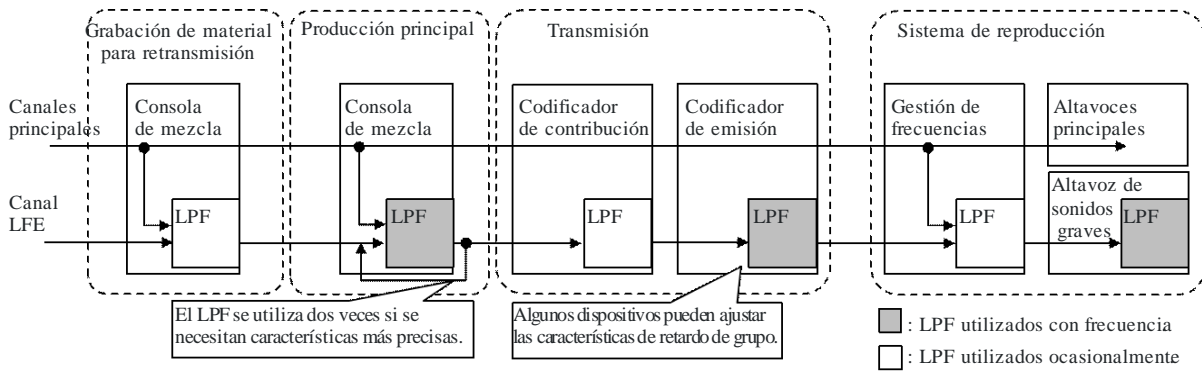 Grabación de material
para retransmisión
Producción principal
Transmisión
Sistema de reproducción
Canales
principales
Consola
de mezcla
Consola
de mezcla
Codificador
de contribución
Codificador
de emisión
Gestión de
frecuencias
Altavoces
principales
Canal
LFE
LPF
LPF
LPF
LPF
LPF
Altavoz de
sonidos
graves
LPF
El LPF se utiliza dos veces si se
necesitan características más precisas.
Algunos dispositivos pueden ajustar
las características de retardo de grupo.
: LPF utilizados con frecuencia
: LPF utilizados ocasionalmente